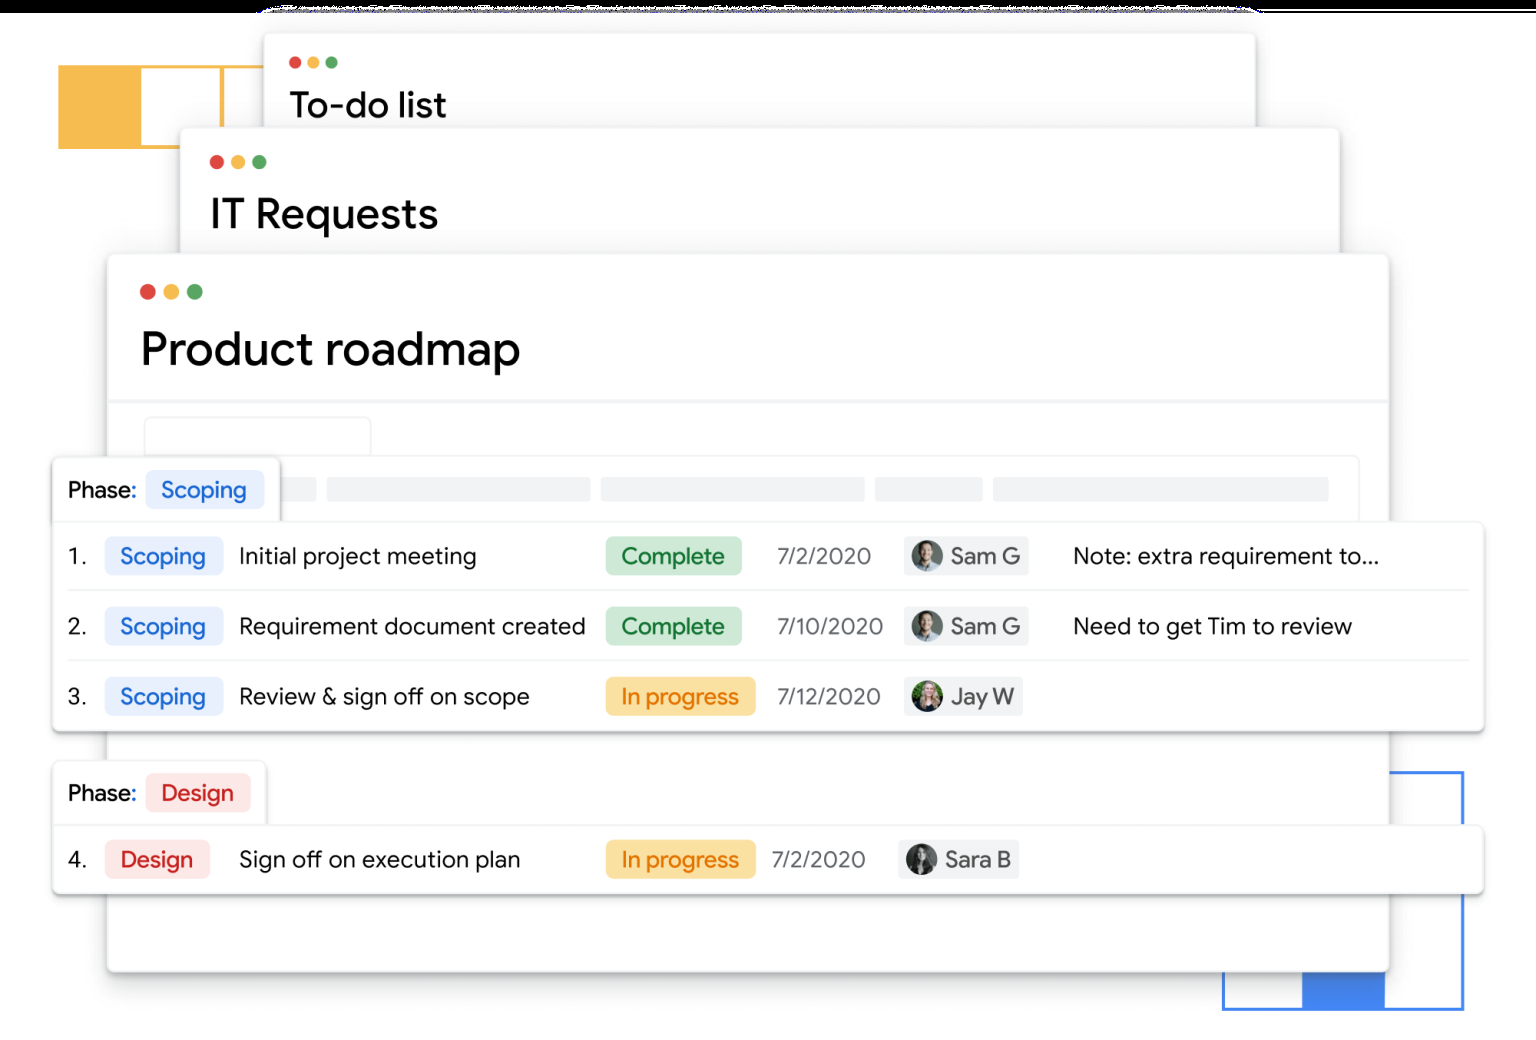 To-do list
IT Requests
Product roadmap
Phase: Scoping
1. Scoping Initial project meeting Complete 7/2/2020 Sam G Note: extra requirement to...
2. Scoping Requirement document created Complete 7/10/2020 Sam G Need to get Tim to review
3. Scoping Review & sign off on scope In progress 7/12/2020 Jay W
Phase: Design
4. Design Sign off on execution plan In progress 7/2/2020 Sara B